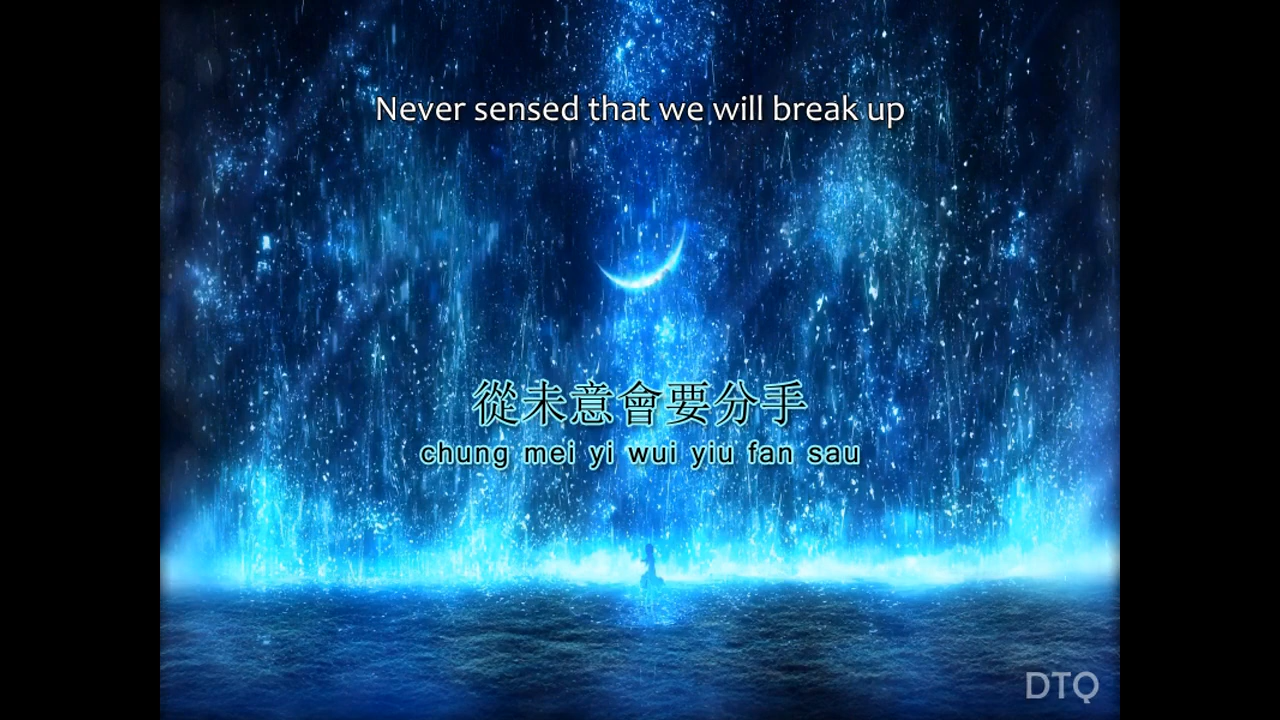 Never sensed that we will break up
從未意會要分手
chung mei yi wui yiu fan sau
DTQ